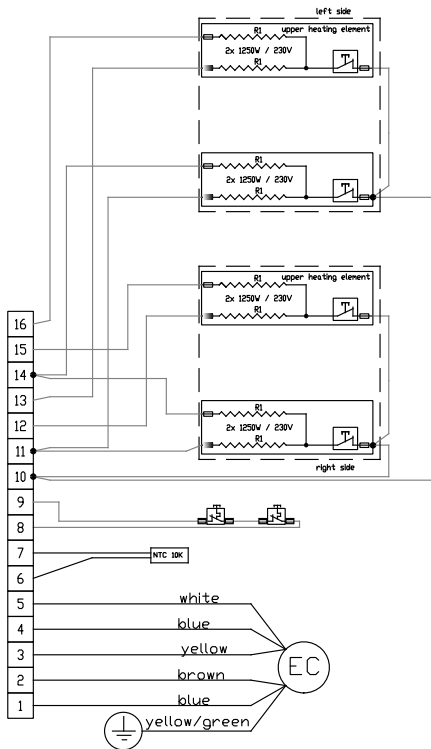 left side
upper heating element
R1
2x 1250W / 230V
R1
R1
2x 1250W / 230V
R1
R1
upper heating element
2x 1250W / 230V
R1
R1
2x 1250W / 230V
R1
right side
16
15
14
13
12
11
10
9
8
7
NTC 10K
6
5
white
4
blue
3
yellow
EC
2
brown
1
blue
yellow/green